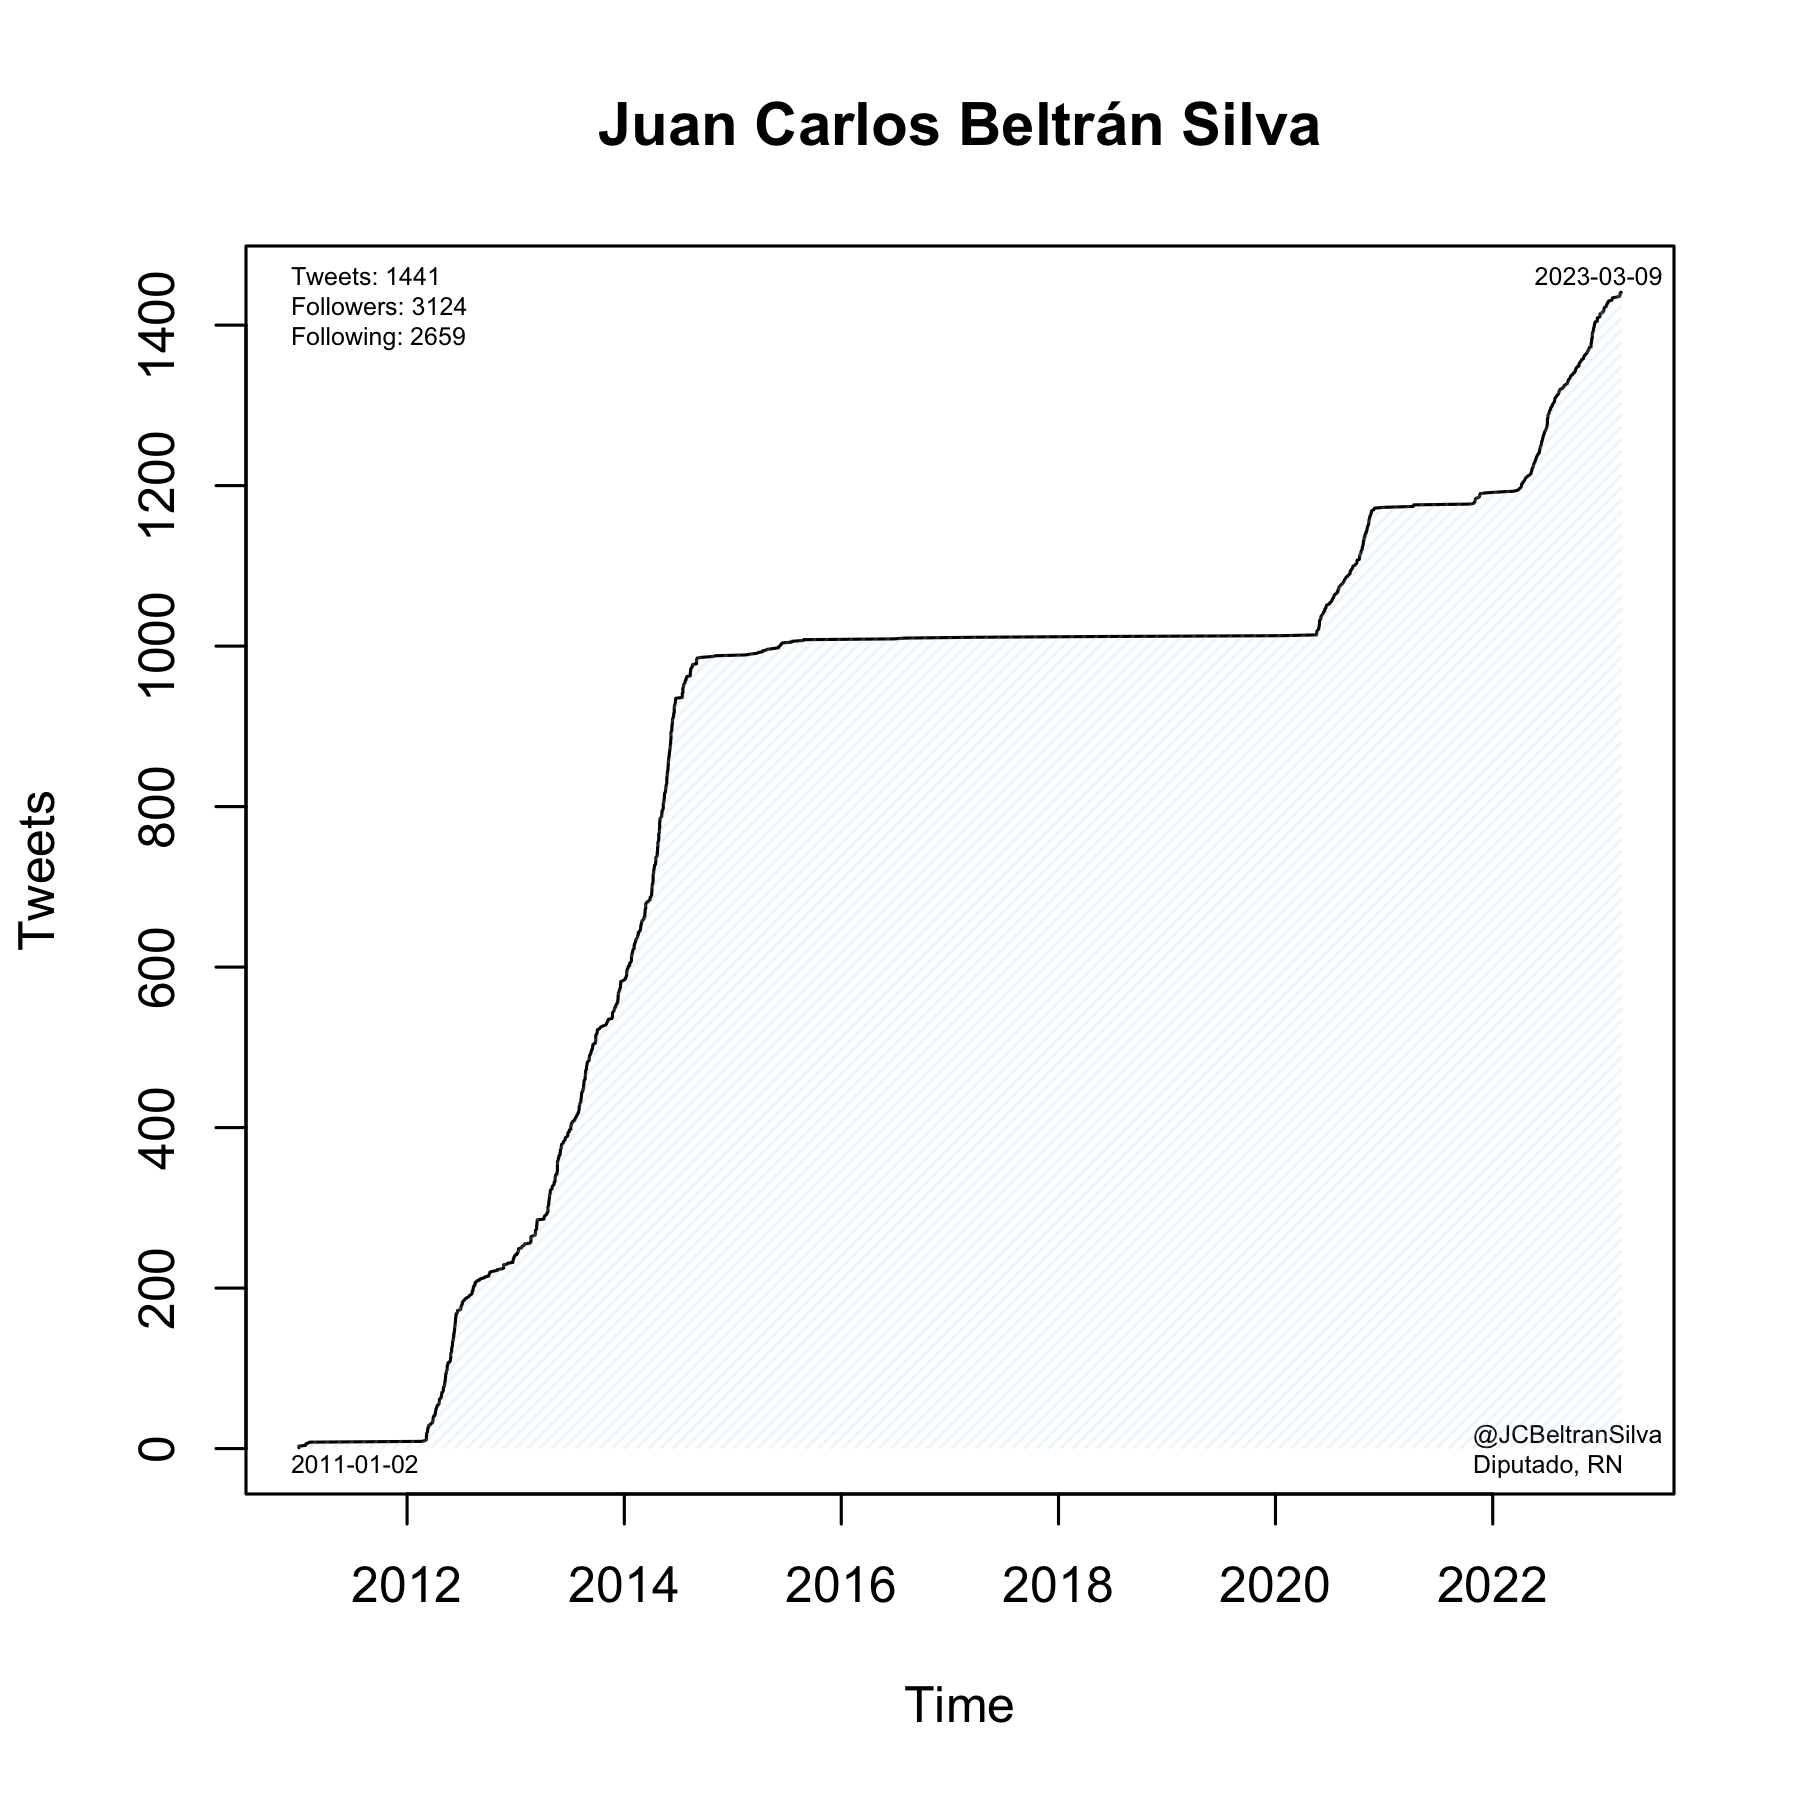 Juan Carlos Beltrán Silva
Tweets: 1441
Followers: 3124
Following: 2659
2023-03-09
1400
1200
1000
800
600
400
200
0
Tweets
@JCBeltranSilva
Diputado, RN
2011-01-02
2012
2014
2016
2018
2020
2022
Time